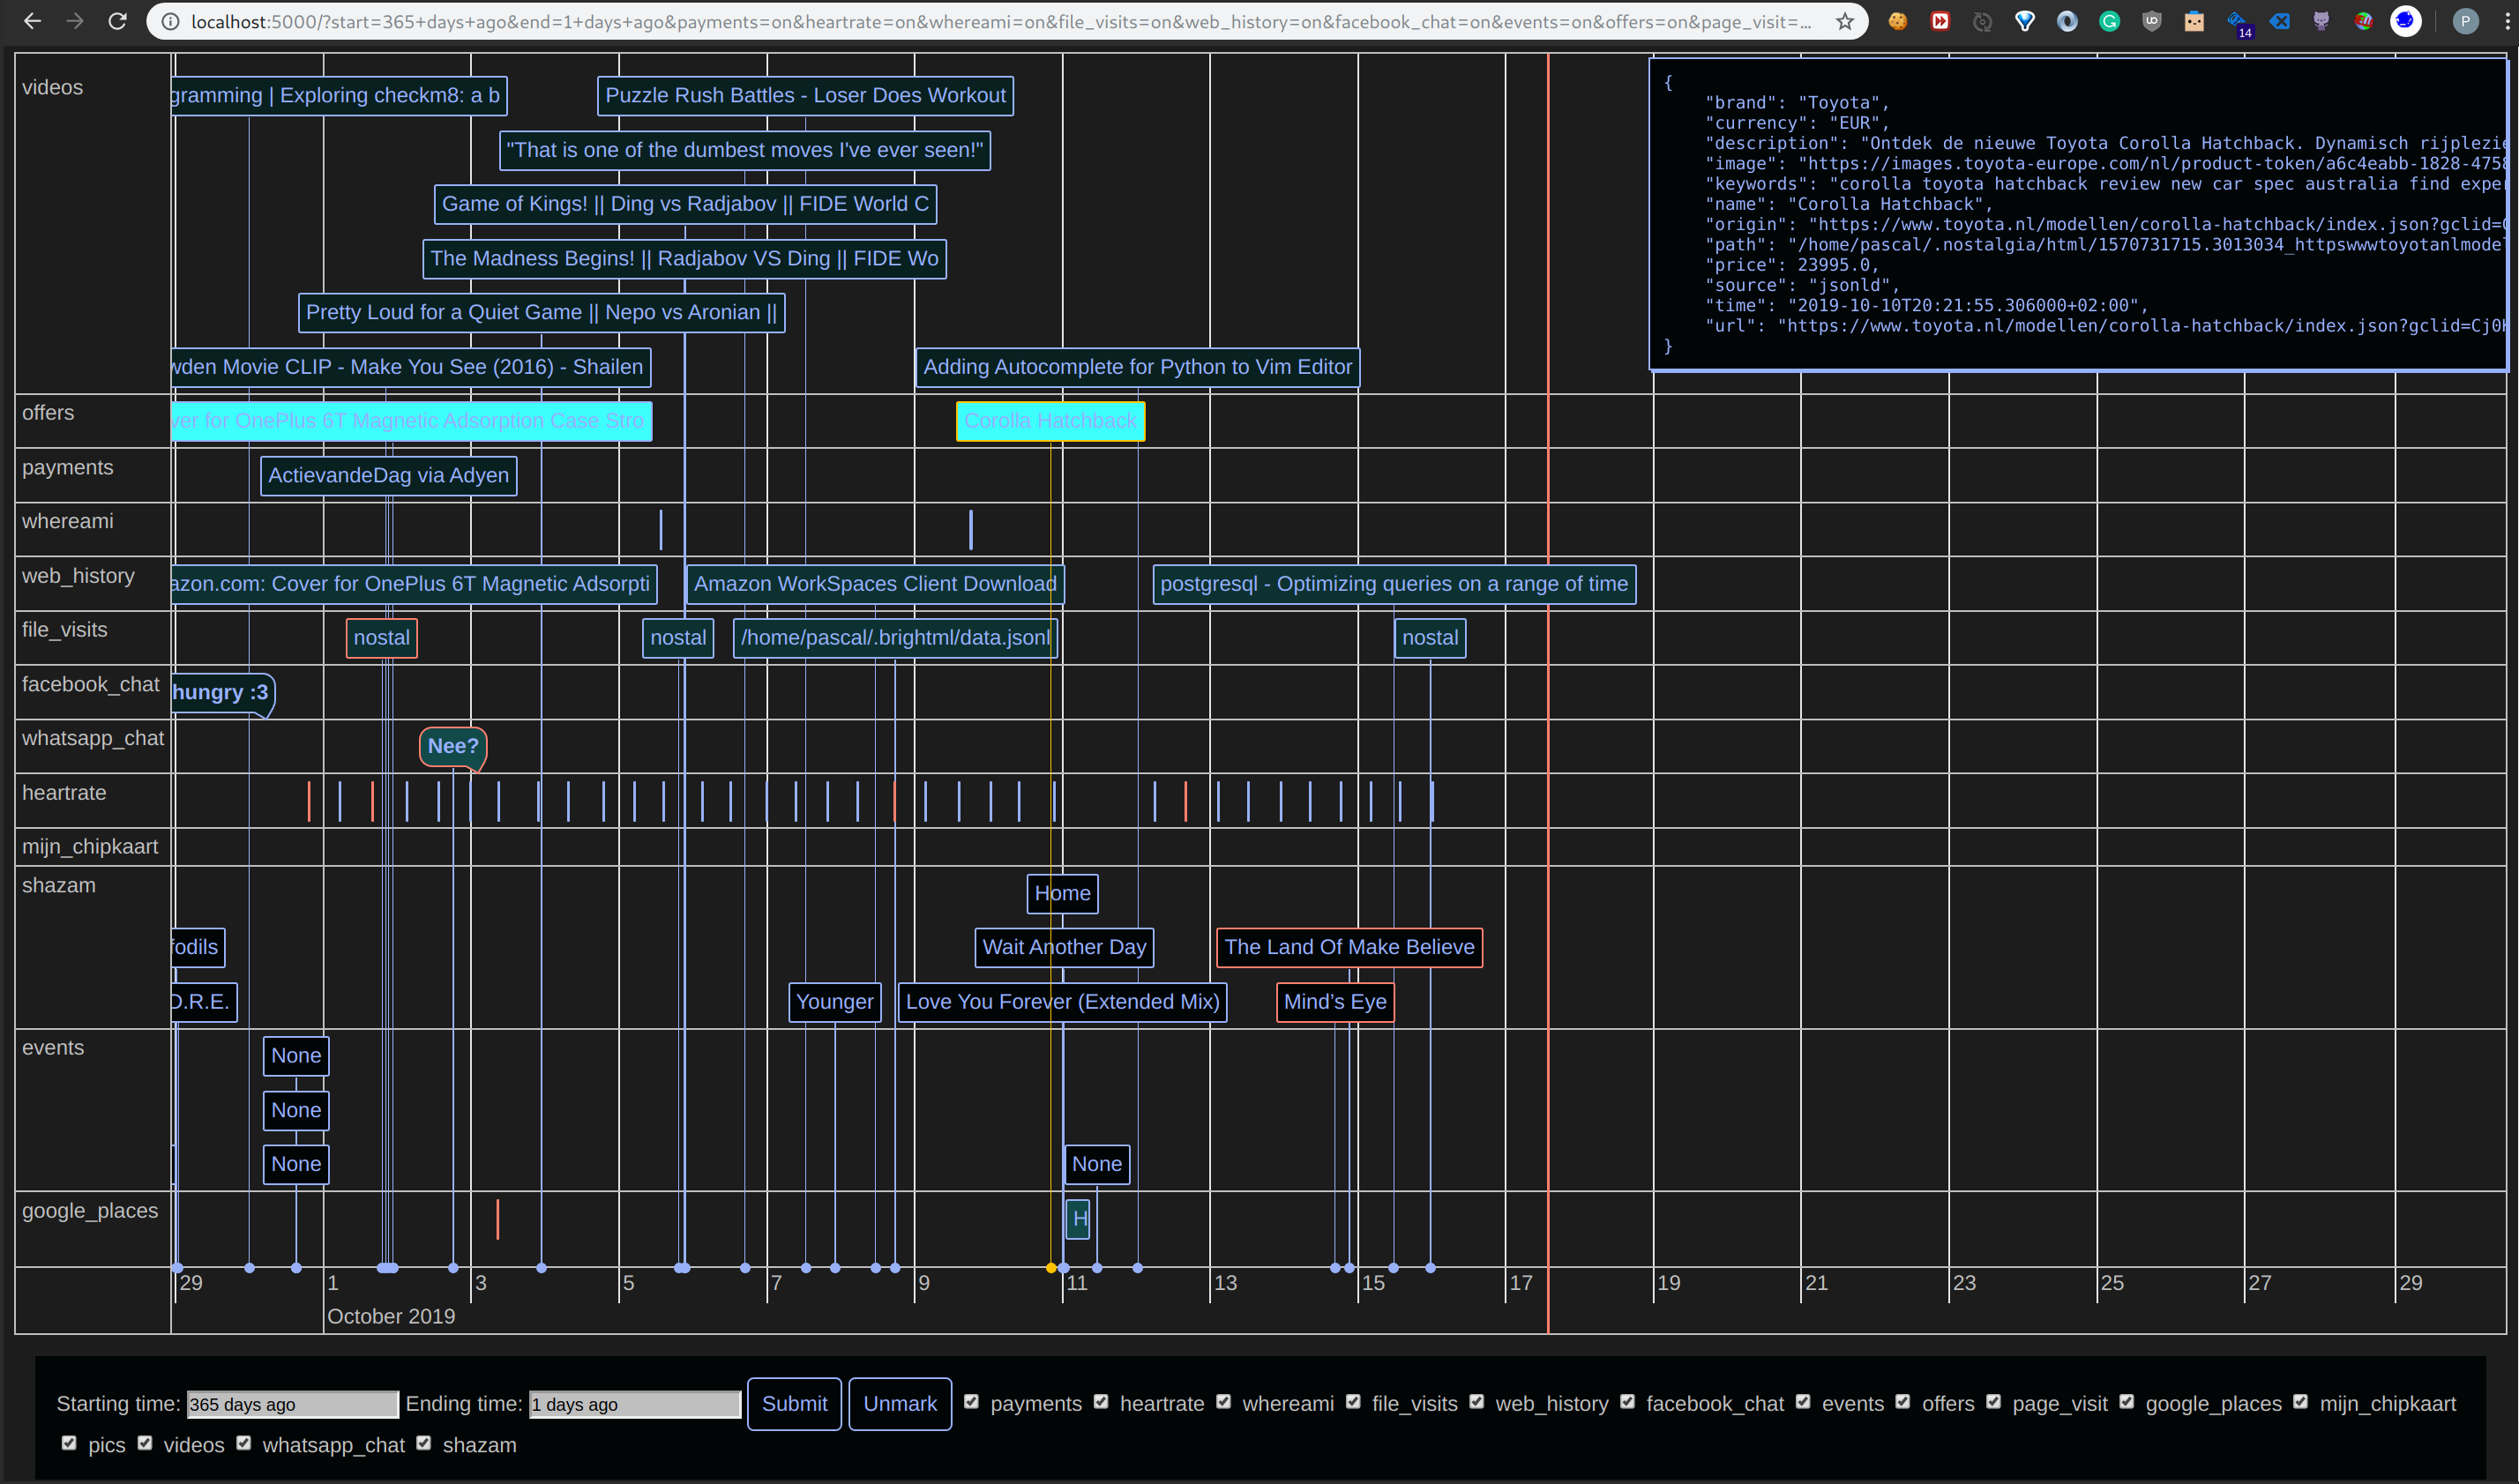 localhost:5000/?start=365+days+ago&end=1+days+ago&payments=on&heartrate=on&whereami=on&file_visits=on&web_history=on&facebook_chat=on&events=on&offers=on&page_visit=...
14
P
videos
gramming | Exploring checkm8: a b
Puzzle Rush Battles - Loser Does Workout
"That is one of the dumbest moves I've ever seen!"
Game of Kings! || Ding vs Radjabov || FIDE World C
The Madness Begins! || Radjabov VS Ding || FIDE Wo
Pretty Loud for a Quiet Game || Nepo vs Aronian ||
wden Movie CLIP - Make You See (2016) - Shailen
Adding Autocomplete for Python to Vim Editor
{
"brand": "Toyota",
"currency": "EUR",
"description": "Ontdek de nieuwe Toyota Corolla Hatchback. Dynamisch rijplezie
"image": "https://images.toyota-europe.com/nl/product-token/a6c4eabb-1828-4758
"keywords": "corolla toyota hatchback review new car spec australia find exper
"name": "Corolla Hatchback",
"origin": "https://www.toyota.nl/modellen/corolla-hatchback/index.json?gclid=C
"path": "/home/pascal/.nostalgia/html/1570731715.3013034_httpswwwtoyotanlmodel
"price": 23995.0,
"source": "jsonld",
"time": "2019-10-10T20:21:55.306000+02:00",
"url": "https://www.toyota.nl/modellen/corolla-hatchback/index.json?gclid=Cj0K
}
offers
ver for OnePlus 6T Magnetic Adsorption Case Stro
Corolla Hatchback
payments
ActievandeDag via Adyen
whereami
web_history
azon.com: Cover for OnePlus 6T Magnetic Adsorpti
Amazon WorkSpaces Client Download
postgresql - Optimizing queries on a range of time
file_visits
nostal
nostal
/home/pascal/.brightml/data.jsonl
nostal
facebook_chat
hungry :3
whatsapp_chat
Nee?
heartrate
mijn_chipkaart
shazam
Home
fodils
Wait Another Day
The Land Of Make Believe
D.R.E.
Younger
Love You Forever (Extended Mix)
Mind's Eye
events
None
None
None
None
google_places
H
29 1 3 5 7 9 11 13 15 17 19 21 23 25 27 29
October 2019
Starting time: 365 days ago Ending time: 1 days ago Submit Unmark payments heartrate whereami file_visits web_history facebook_chat events offers page_visit google_places mijn_chipkaart
pics videos whatsapp_chat shazam